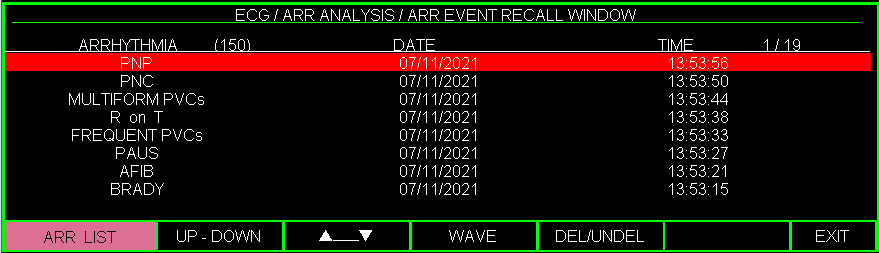 ECG / ARR ANALYSIS / ARR EVENT RECALL WINDOW
ARRHYTHMIA (150) DATE TIME 1 / 19
PNP 07/11/2021 13:53:56
PNC 07/11/2021 13:53:50
MULTIFORM PVCs 07/11/2021 13:53:44
R on T 07/11/2021 13:53:38
FREQUENT PVCs 07/11/2021 13:53:33
PAUS 07/11/2021 13:53:27
AFIB 07/11/2021 13:53:21
BRADY 07/11/2021 13:53:15
ARR LIST UP - DOWN ▲__▼ WAVE DEL/UNDEL EXIT